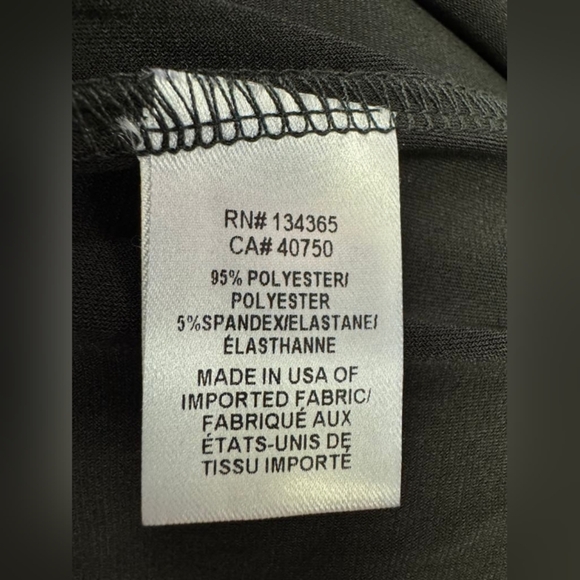 RN# 134365
CA# 40750
95% POLYESTER/
POLYESTER
5%SPANDEX/ELASTANE/
ÉLASTHANNE
MADE IN USA OF
IMPORTED FABRIC/
FABRIQUÉ AUX
ÉTATS-UNIS DE
TISSU IMPORTÉ